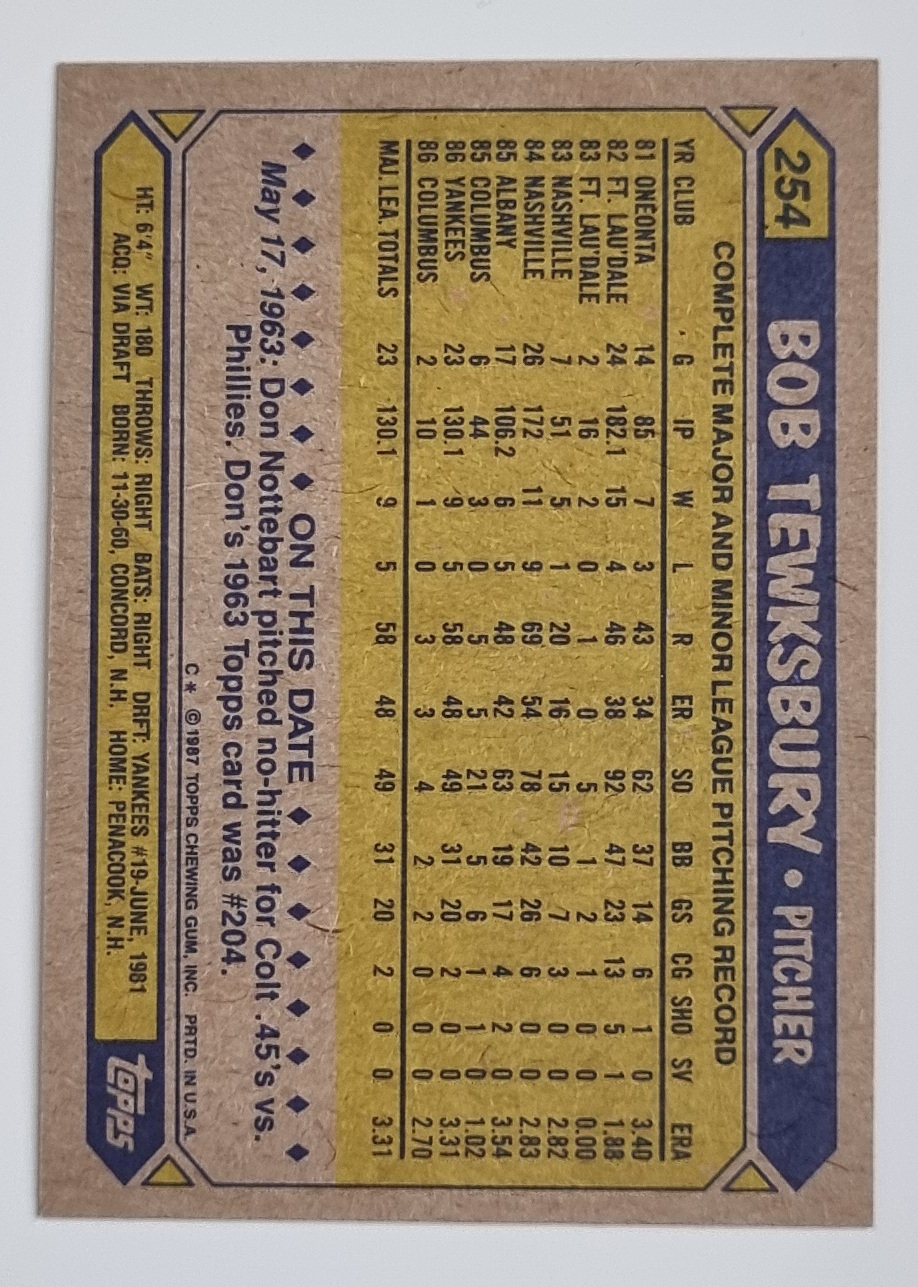 254 BOB TEWKSBURY • PITCHER
COMPLETE MAJOR AND MINOR LEAGUE PITCHING RECORD
YR CLUB G IP W L R ER SO BB GS CG SHO SV ERA
81 ONEONTA 14 85 7 3 43 34 62 37 14 6 1 0 3.40
82 FT. LAU'DALE 24 182.1 15 4 46 38 92 47 23 13 5 1 1.88
83 FT. LAU'DALE 2 16 2 0 1 0 5 1 2 1 0 0 0.00
83 NASHVILLE 7 51 5 1 20 16 15 10 7 3 0 0 2.82
84 NASHVILLE 26 172 11 9 69 54 78 42 26 6 0 0 2.83
85 ALBANY 17 106.2 6 5 48 42 63 19 17 4 2 0 3.54
85 COLUMBUS 6 44 3 0 5 5 21 5 6 1 1 0 1.02
86 YANKEES 23 130.1 9 5 58 48 49 31 20 2 0 0 3.31
86 COLUMBUS 2 10 1 0 3 3 4 2 2 0 0 0 2.70
MAJ. LEA. TOTALS 23 130.1 9 5 58 48 49 31 20 2 0 0 3.31
ON THIS DATE
May 17, 1963: Don Nottebart pitched no-hitter for Colt .45's vs.
Phillies. Don's 1963 Topps card was #204.
C* ©1987 TOPPS CHEWING GUM, INC. PRTD. IN U.S.A.
HT: 6'4" WT: 180 THROWS: RIGHT BATS: RIGHT DRFT: YANKEES #19-JUNE, 1981
ACQ: VIA DRAFT BORN: 11-30-60, CONCORD, N.H. HOME: PENACOOK, N.H.
topps